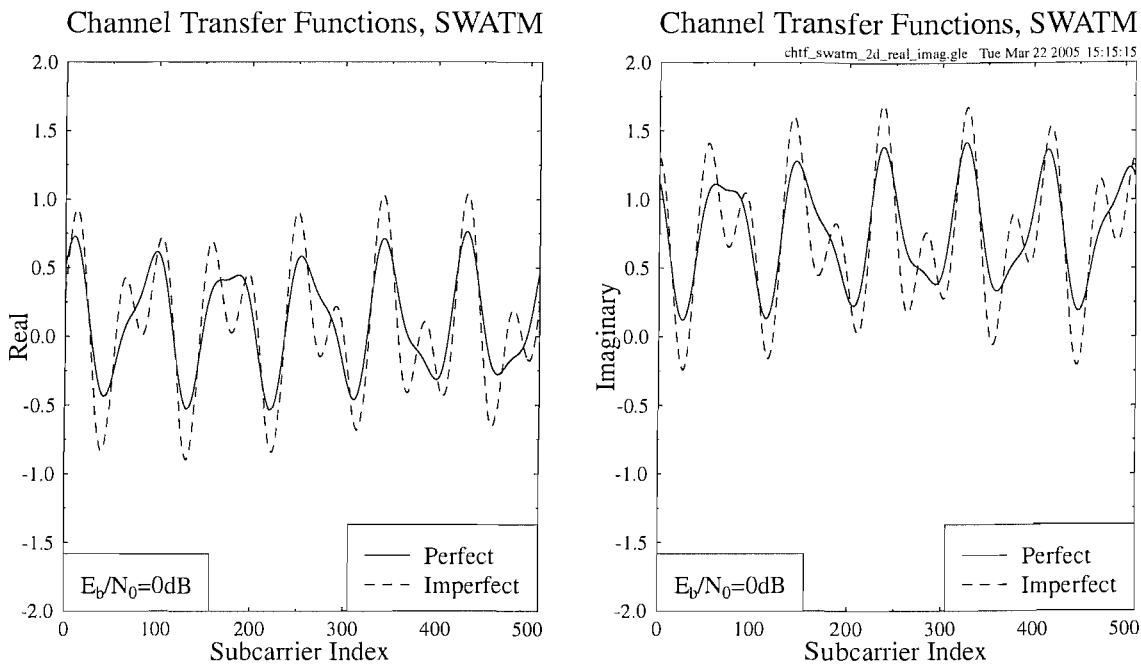 Channel Transfer Functions, SWATM
2.0
1.5
1.0
0.5
0.0
-0.5
-1.0
-1.5
-2.0
Real
Eb/N0=0dB
Perfect
Imperfect
0 100 200 300 400 500
Subcarrier Index
Channel Transfer Functions, SWATM
chtf_swatm_2d_real_imag.gle Tue Mar 22 2005 15:15:15
2.0
1.5
1.0
0.5
0.0
-0.5
-1.0
-1.5
-2.0
Imaginary
Eb/N0=0dB
Perfect
Imperfect
0 100 200 300 400 500
Subcarrier Index